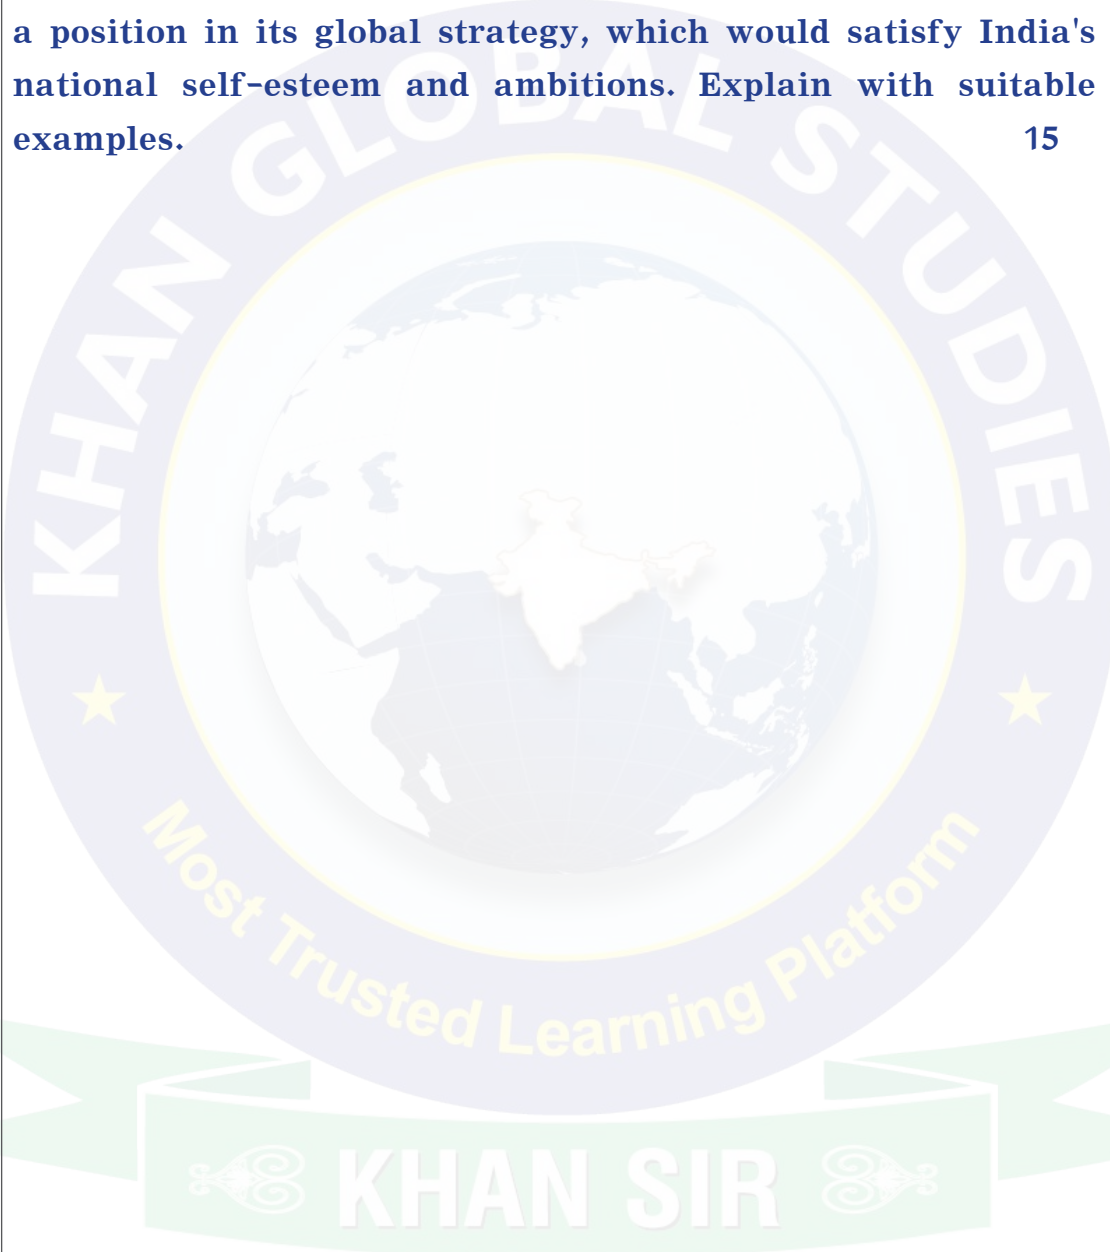 a position in its global strategy, which would satisfy India's
national self-esteem and ambitions. Explain with suitable
examples. 15
KHAN GLOBAL STUDIES
Most Trusted Learning Platform
KHAN SIR